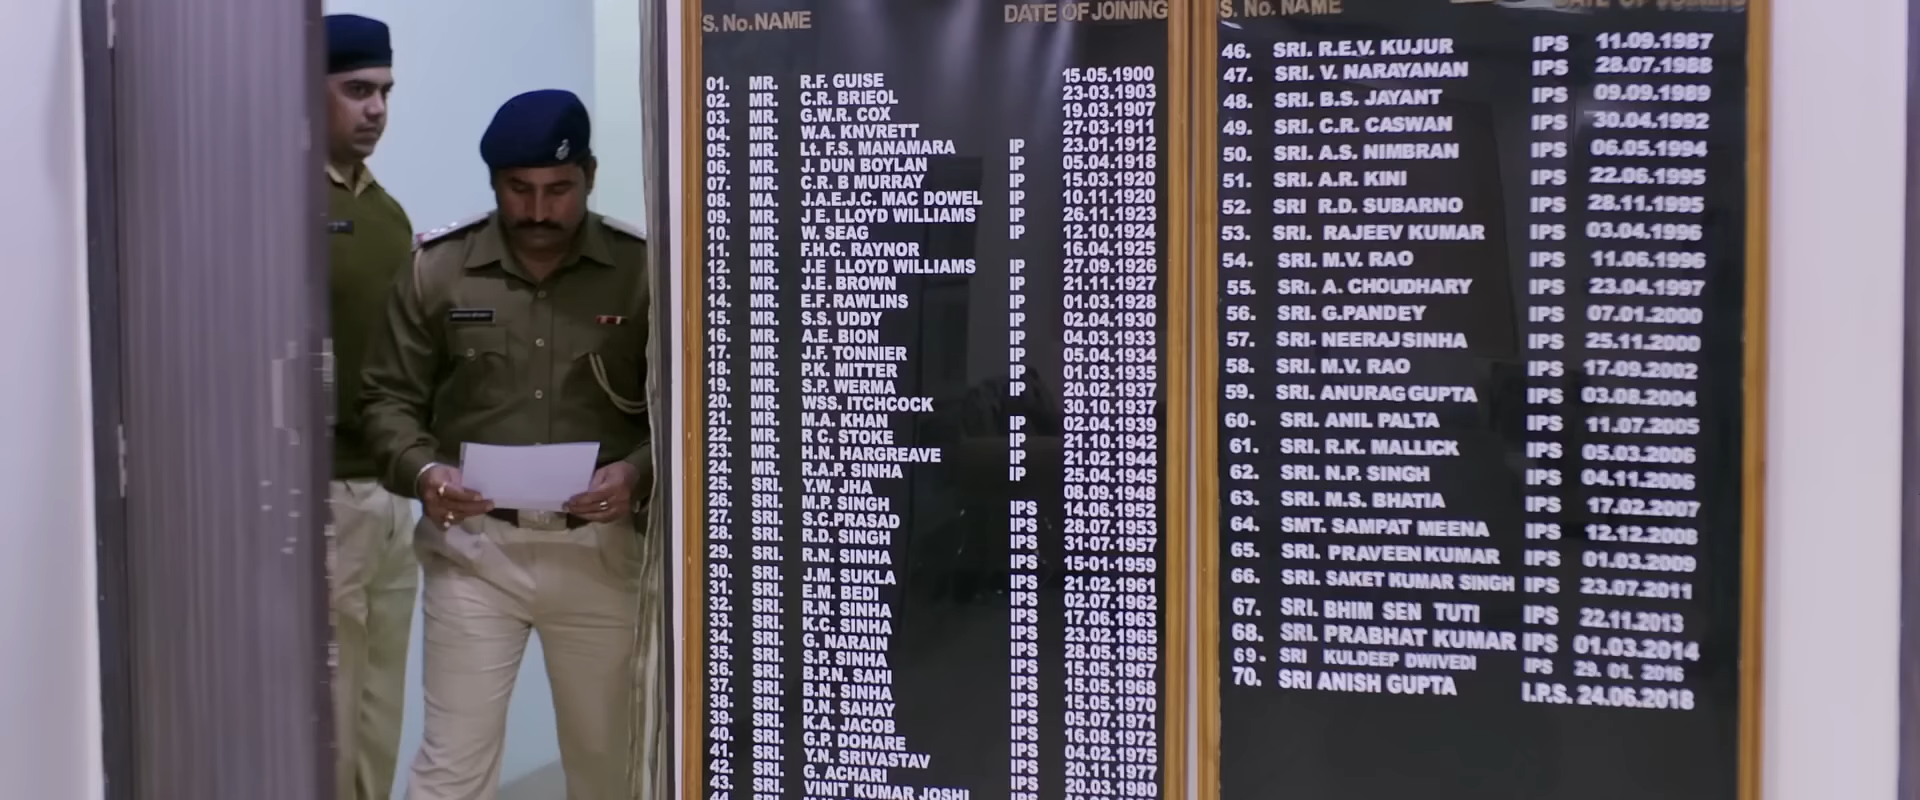 S. No. NAME DATE OF JOINING
01. MR. R.F. GUISE 15-05.1900
02. MR. C.R. BRIEOL 23-03.1903
03. MR. G.W.R. COX 19.03.1907
04. MR. W.A. KNVRETT 27-03-1911
05. MR. Lt. F.S. MANAMARA IP 23.01.1912
06. MR. J. DUN BOYLAN IP 05.04.1918
07. MR. C.R. B MURRAY IP 15.03.1920
08. MA. J.A.E.J.C. MAC DOWEL IP 10.11.1920
09. MR. J E. LLOYD WILLIAMS IP 26.11.1923
10. MR. W. SEAG IP 12.10.1924
11. MR. F.H.C. RAYNOR 16.04.1925
12. MR. J.E LLOYD WILLIAMS IP 27.09.1926
13. MR. J.E. BROWN IP 21.11.1927
14. MR. E.F. RAWLINS IP 01.03.1928
15. MR. S.S. UDDY IP 02.04.1930
16. MR. A.E. BION IP 04.03.1933
17. MR. J.F. TONNIER IP 05.04.1934
18. MR. P.K. MITTER IP 01.03.1935
19. MR. S.P. WERMA IP 20.02.1937
20. MR. WSS. ITCHCOCK 30.10.1937
21. MR. M.A. KHAN IP 02.04.1939
22. MR. R C. STOKE IP 21.10.1942
23. MR. H.N. HARGREAVE IP 21.02.1944
24. MR. R.A.P. SINHA IP 25.04.1945
25. SRI. Y.W. JHA 08.09.1948
26. SRI. M.P. SINGH IPS 14.06.1952
27. SRI. S.C.PRASAD IPS 28.07.1953
28. SRI. R.D. SINGH IPS 31-07.1957
29. SRI. R.N. SINHA IPS 15-01-1959
30. SRI. J.M. SUKLA IPS 21.02.1961
31. SRI. E.M. BEDI IPS 02.07.1962
32. SRI. R.N. SINHA IPS 17.06.1963
33. SRI. K.C. SINHA IPS 23.02.1965
34. SRI. G. NARAIN IPS 28.05.1965
35. SRI. S.P. SINHA IPS 15.05.1967
36. SRI. B.P.N. SAHI IPS 15.05.1968
37. SRI. B.N. SINHA IPS 15.05.1970
38. SRI. D.N. SAHAY IPS 05.07.1971
39. SRI. K.A. JACOB IPS 16.08.1972
40. SRI. G.P. DOHARE IPS 04.02.1975
41. SRI. Y.N. SRIVASTAV IPS 20.11.1977
42. SRI. G. ACHARI IPS 20.03.1980
43. SRI. VINIT KUMAR JOSHI IPS
44. SRI.
S. No. NAME DATE OF JOINING
46. SRI. R.E.V. KUJUR IPS 11.09.1987
47. SRI. V. NARAYANAN IPS 28.07.1988
48. SRI. B.S. JAYANT IPS 09.09.1989
49. SRI. C.R. CASWAN IPS 30.04.1992
50. SRI. A.S. NIMBRAN IPS 06.05.1994
51. SRI. A.R. KINI IPS 22.06.1995
52. SRI R.D. SUBARNO IPS 28.11.1995
53. SRI. RAJEEV KUMAR IPS 03.04.1996
54. SRI. M.V. RAO IPS 11.06.1996
55. SRI. A. CHOUDHARY IPS 23.04.1997
56. SRI. G.PANDEY IPS 07.01.2000
57. SRI. NEERAJ SINHA IPS 25.11.2000
58. SRI. M.V. RAO IPS 17.09.2002
59. SRI. ANURAG GUPTA IPS 03.08.2004
60- SRI. ANIL PALTA IPS 11.07.2005
61. SRI. R.K. MALLICK IPS 05.03.2006
62. SRI. N.P. SINGH IPS 04.11.2006
63. SRI. M.S. BHATIA IPS 17.02.2007
64. SMT. SAMPAT MEENA IPS 12.12.2008
65. SRI. PRAVEEN KUMAR IPS 01.03.2009
66. SRI. SAKET KUMAR SINGH IPS 23.07.2011
67. SRI. BHIM SEN TUTI IPS 22.11.2013
68. SRI. PRABHAT KUMAR IPS 01.03.2014
69- SRI KULDEEP DWIVEDI IPS 29. 01. 2016
70. SRI ANISH GUPTA I.P.S. 24.06.2018